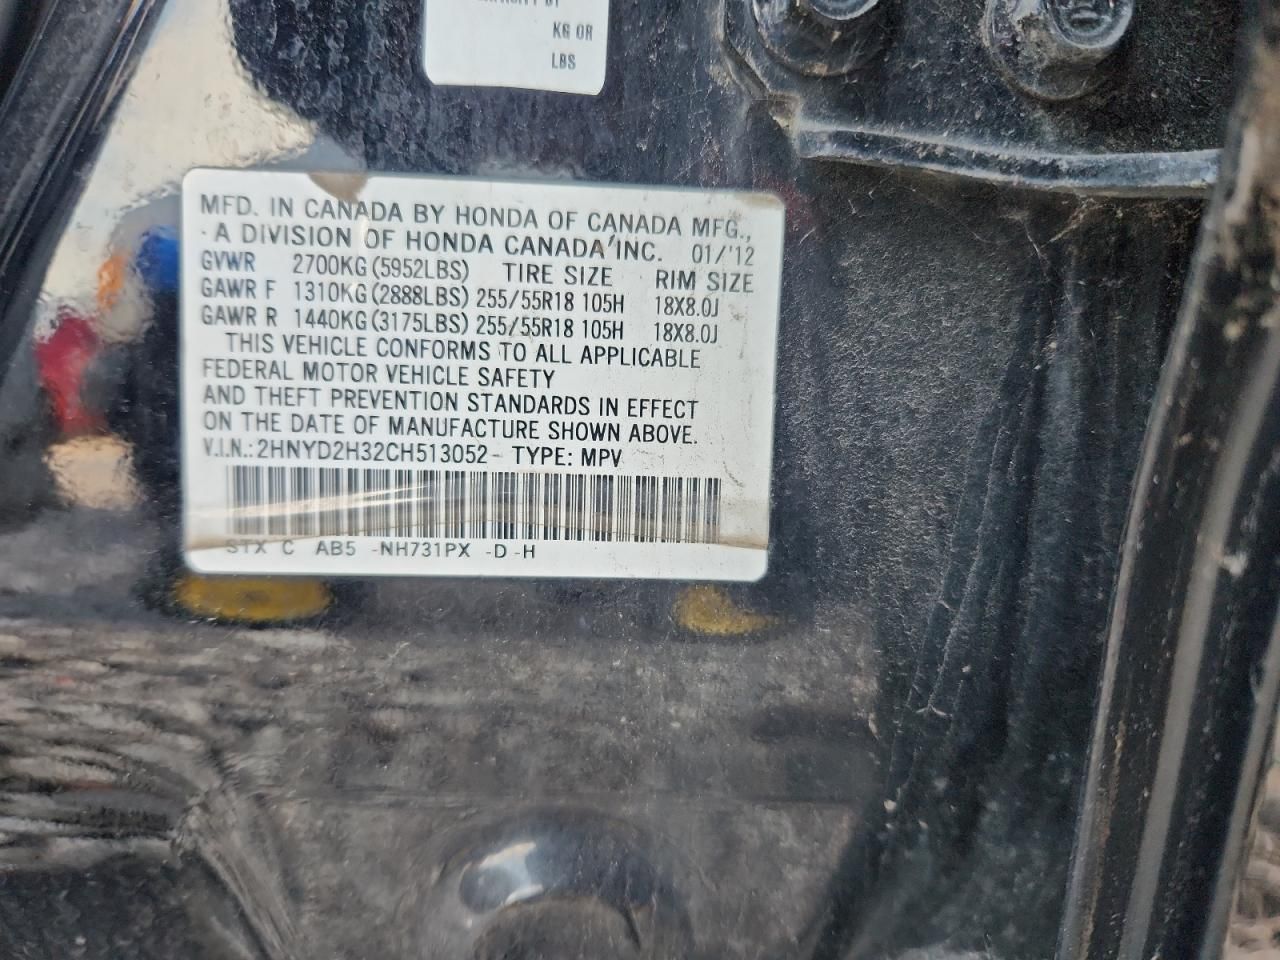 KG OR
LBS
MFD. IN CANADA BY HONDA OF CANADA MFG.,
A DIVISION OF HONDA CANADA INC. 01/'12
GVWR 2700KG (5952LBS) TIRE SIZE RIM SIZE
GAWR F 1310KG (2888LBS) 255/55R18 105H 18X8.0J
GAWR R 1440KG (3175LBS) 255/55R18 105H 18X8.0J
THIS VEHICLE CONFORMS TO ALL APPLICABLE
FEDERAL MOTOR VEHICLE SAFETY
AND THEFT PREVENTION STANDARDS IN EFFECT
ON THE DATE OF MANUFACTURE SHOWN ABOVE.
V.I.N.: 2HNYD2H32CH513052 TYPE: MPV
STX C AB5 -NH731PX -D -H